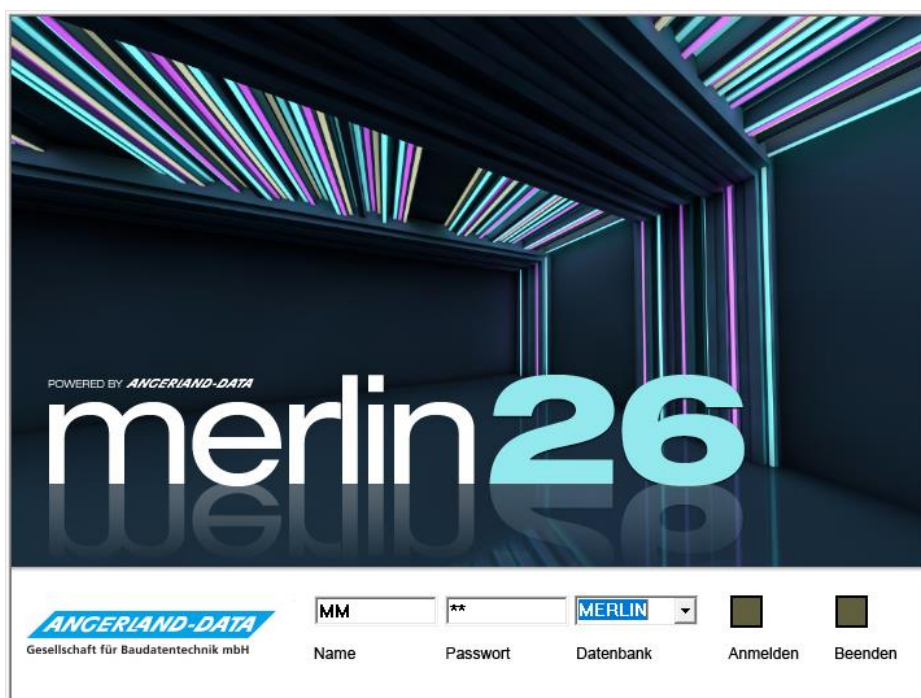 POWERED BY ANGERLAND-DATA
merlin26
ANGERLAND-DATA
Gesellschaft für Baudatentechnik mbH
MM
**
MERLIN
Name
Passwort
Datenbank
Anmelden
Beenden